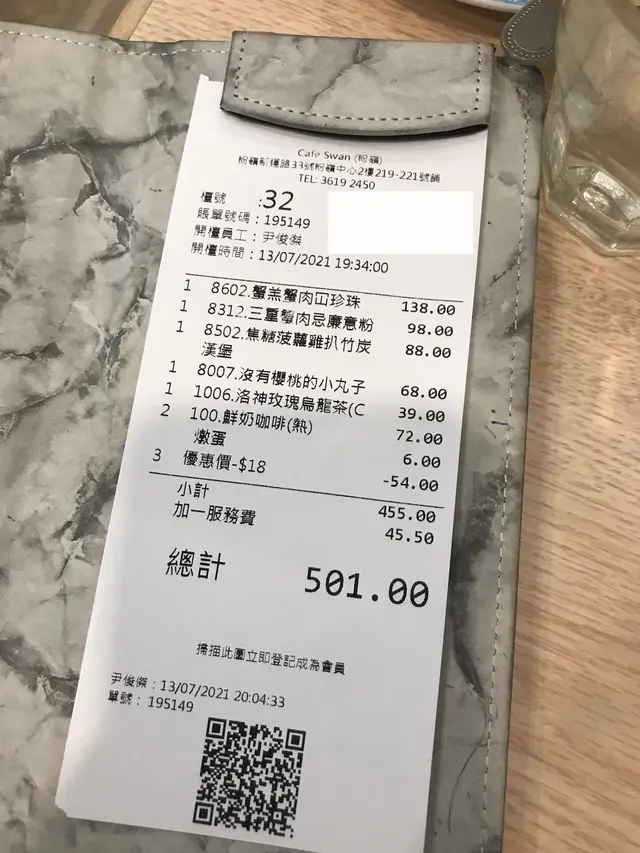 Cafe Swan (粉嶺)
粉嶺新運路33號粉嶺中心2樓219-221號舖
TEL: 3619 2450
檯號 :32
賬單號碼：195149
開檯員工：尹俊傑
開檯時間：13/07/2021 19:34:00
1 8602.蟹羔蟹肉冚珍珠 138.00
1 8312.三重蟹肉忌廉意粉 98.00
1 8502.焦糖菠蘿雞扒竹炭 88.00
漢堡
1 8007.沒有櫻桃的小丸子 68.00
1 1006.洛神玫瑰烏龍茶(C 39.00
2 100.鮮奶咖啡(熱) 72.00
燉蛋 6.00
3 優惠價-$18 -54.00
小計 455.00
加一服務費 45.50
總計 501.00
掃描此圖立即登記成為會員
尹俊傑：13/07/2021 20:04:33
單號： 195149